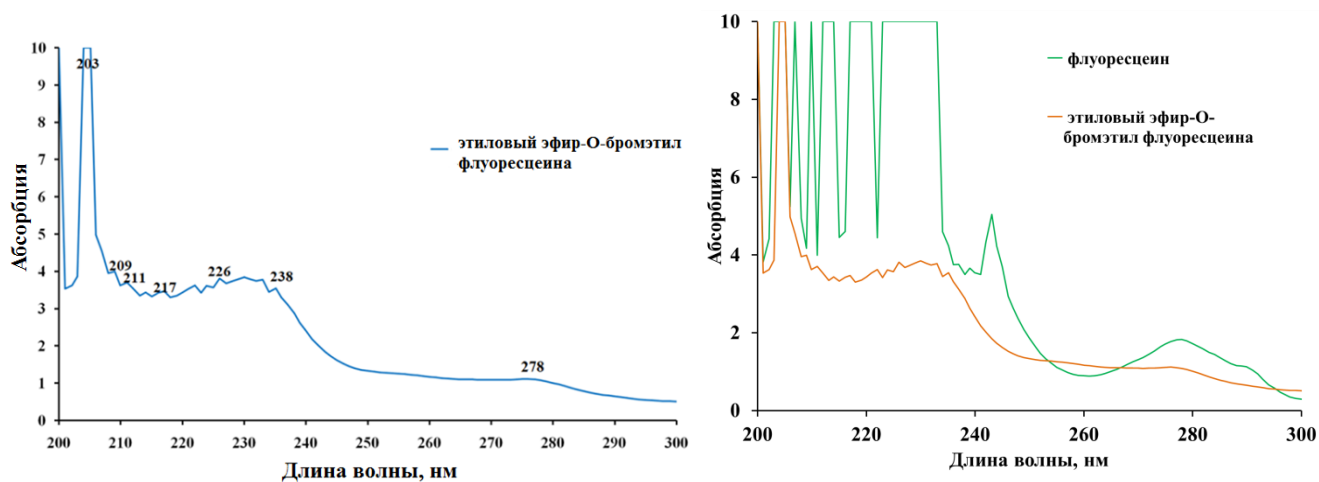 10
9
8
7
6
5
4
3
2
1
0
Абсорбция
203
209
211
217
226
238
278
этиловый эфир-О-бромэтил
флуоресцеина
200 210 220 230 240 250 260 270 280 290 300
Длина волны, нм
10
8
6
4
2
0
Абсорбция
флуоресцеин
этиловый эфир-О-
бромэтил флуоресцеина
200 220 240 260 280 300
Длина волны, нм